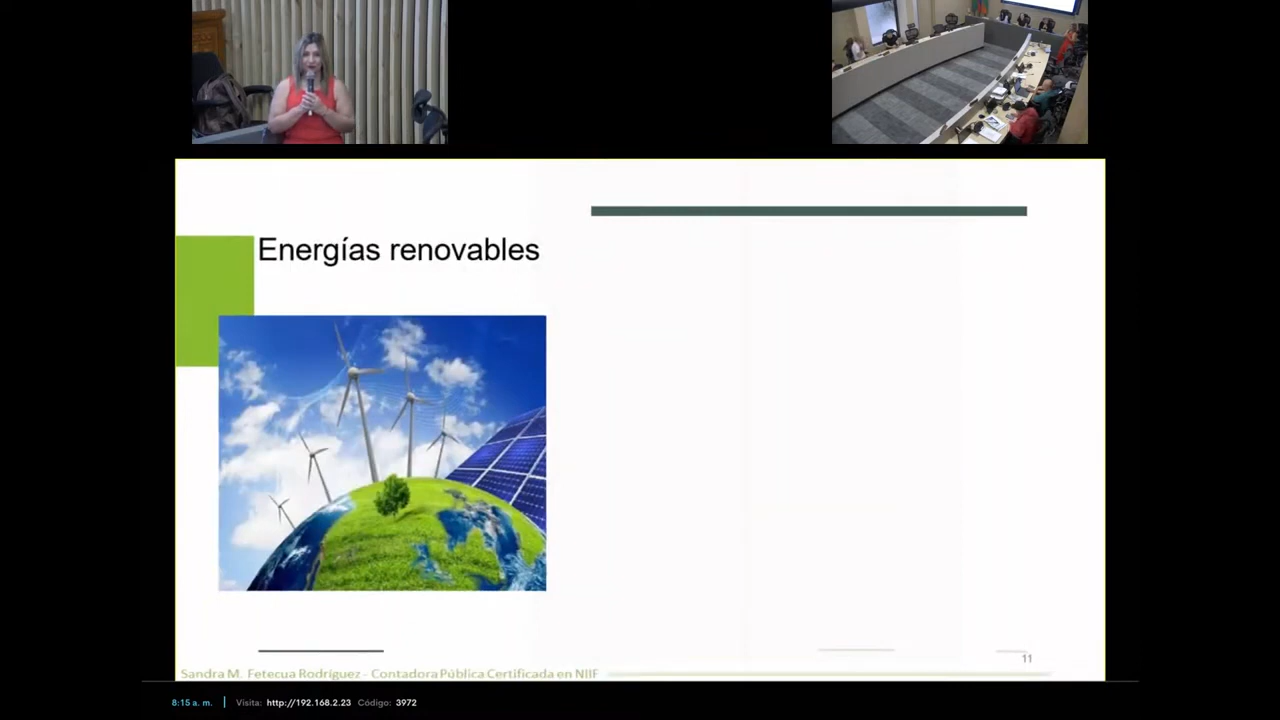 Energías renovables
11
Sandra M. Fetecua Rodríguez - Contadora Pública Certificada en NIIF
8:15 a. m. | Visita: http://192.168.2.23 Código: 3972